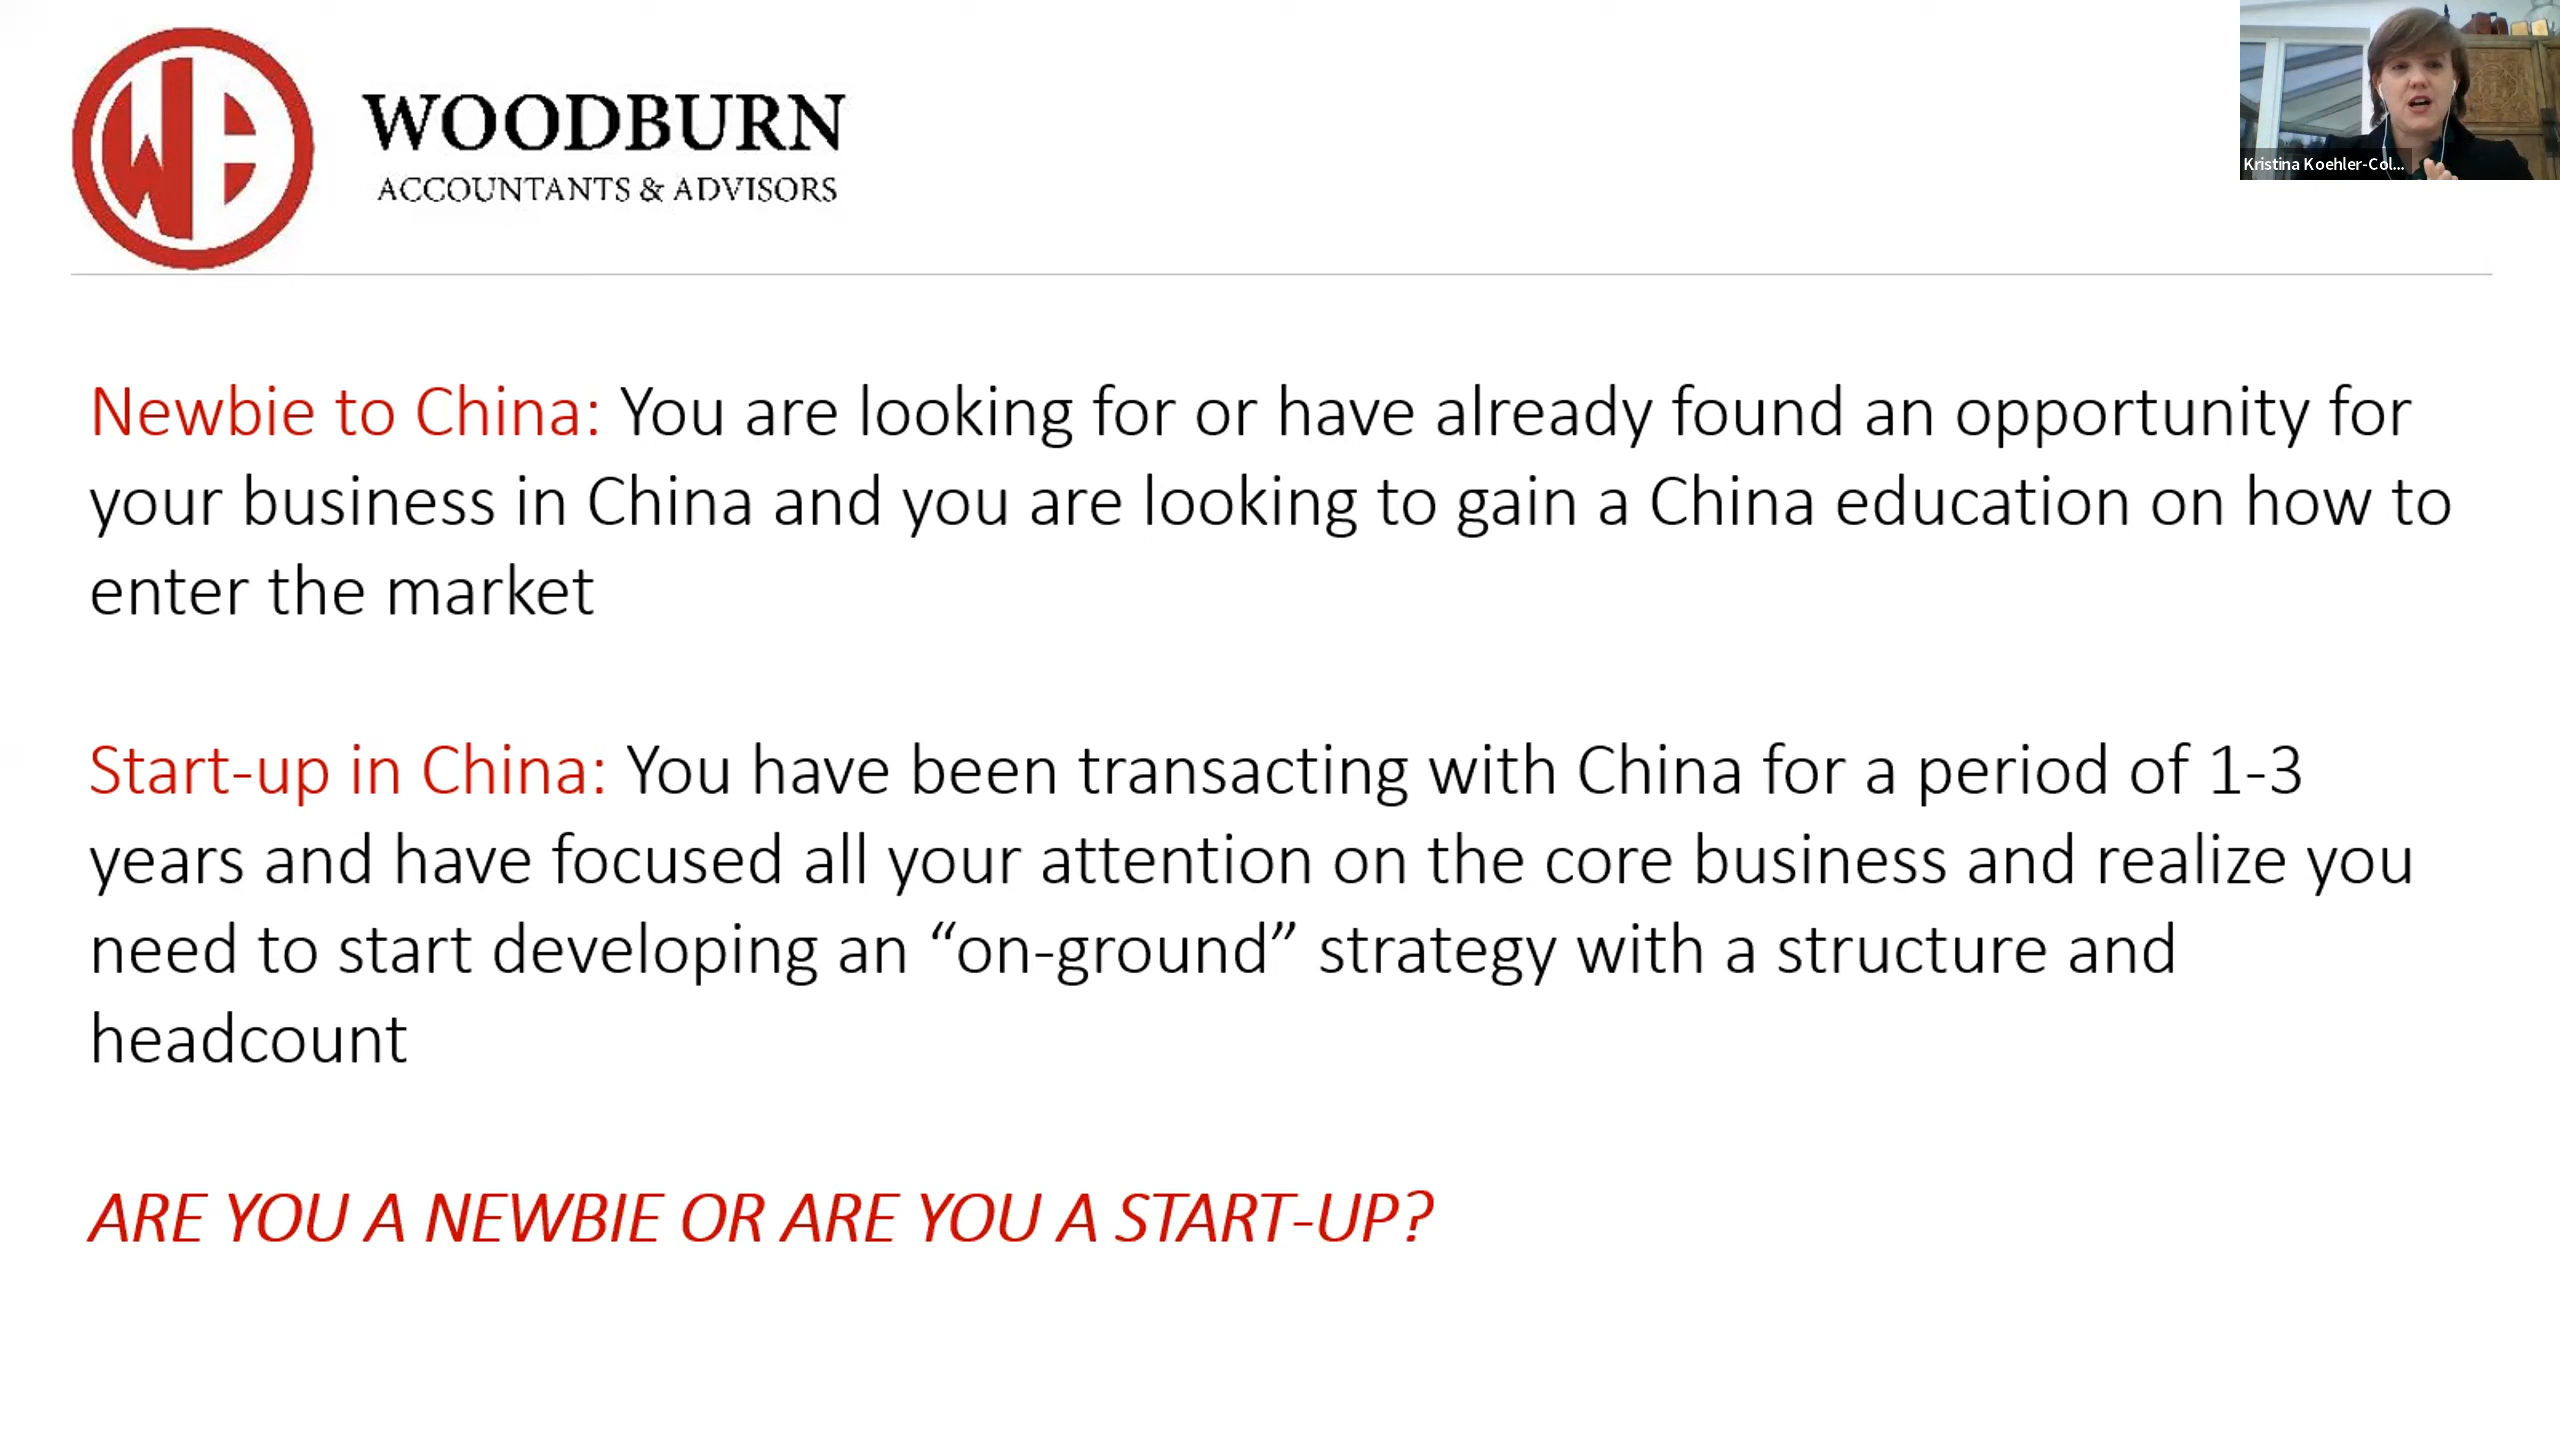 WB
WOODBURN
ACCOUNTANTS & ADVISORS
Kristina Koehler-Col...
Newbie to China: You are looking for or have already found an opportunity for
your business in China and you are looking to gain a China education on how to
enter the market
Start-up in China: You have been transacting with China for a period of 1-3
years and have focused all your attention on the core business and realize you
need to start developing an “on-ground” strategy with a structure and
headcount
ARE YOU A NEWBIE OR ARE YOU A START-UP?